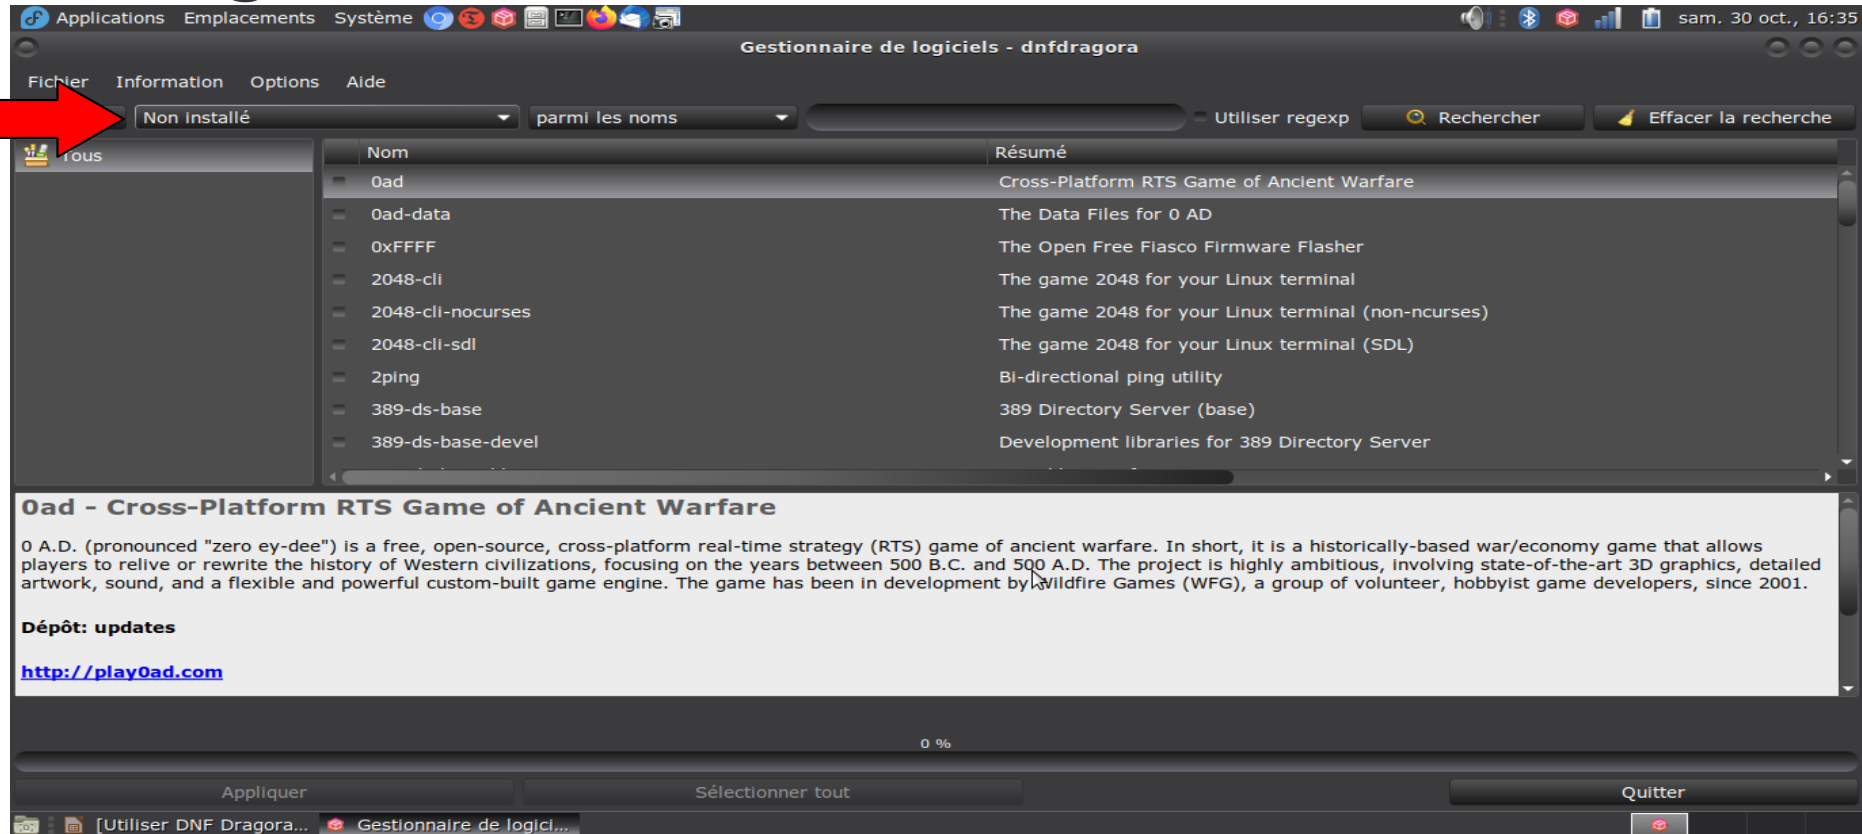 Applications Emplacements Système sam. 30 oct., 16:35
Gestionnaire de logiciels - dnfdragora
Fichier Information Options Aide
Non installé parmi les noms Utiliser regexp Rechercher Effacer la recherche
Tous
Nom Résumé
0ad Cross-Platform RTS Game of Ancient Warfare
0ad-data The Data Files for 0 AD
0xFFFF The Open Free Fiasco Firmware Flasher
2048-cli The game 2048 for your Linux terminal
2048-cli-nocurses The game 2048 for your Linux terminal (non-ncurses)
2048-cli-sdl The game 2048 for your Linux terminal (SDL)
2ping Bi-directional ping utility
389-ds-base 389 Directory Server (base)
389-ds-base-devel Development libraries for 389 Directory Server
0ad - Cross-Platform RTS Game of Ancient Warfare
0 A.D. (pronounced "zero ey-dee") is a free, open-source, cross-platform real-time strategy (RTS) game of ancient warfare. In short, it is a historically-based war/economy game that allows
players to relive or rewrite the history of Western civilizations, focusing on the years between 500 B.C. and 500 A.D. The project is highly ambitious, involving state-of-the-art 3D graphics, detailed
artwork, sound, and a flexible and powerful custom-built game engine. The game has been in development by Wildfire Games (WFG), a group of volunteer, hobbyist game developers, since 2001.
Dépôt: updates
http://play0ad.com
0 %
Appliquer Sélectionner tout Quitter
[Utiliser DNF Dragora... Gestionnaire de logici...